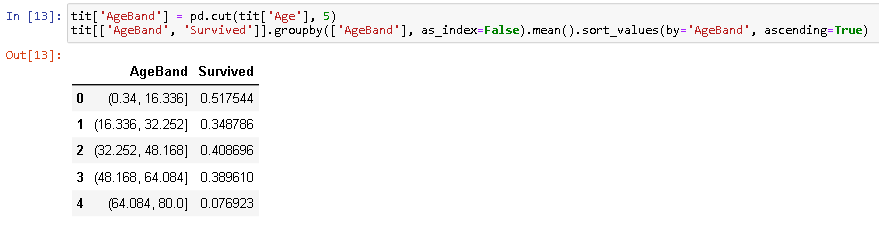 In [13]: tit['AgeBand'] = pd.cut(tit['Age'], 5)
tit[['AgeBand', 'Survived']].groupby(['AgeBand'], as_index=False).mean().sort_values(by='AgeBand', ascending=True)
Out[13]:
AgeBand Survived
0 (0.34, 16.336] 0.517544
1 (16.336, 32.252] 0.348786
2 (32.252, 48.168] 0.408696
3 (48.168, 64.084] 0.389610
4 (64.084, 80.0] 0.076923